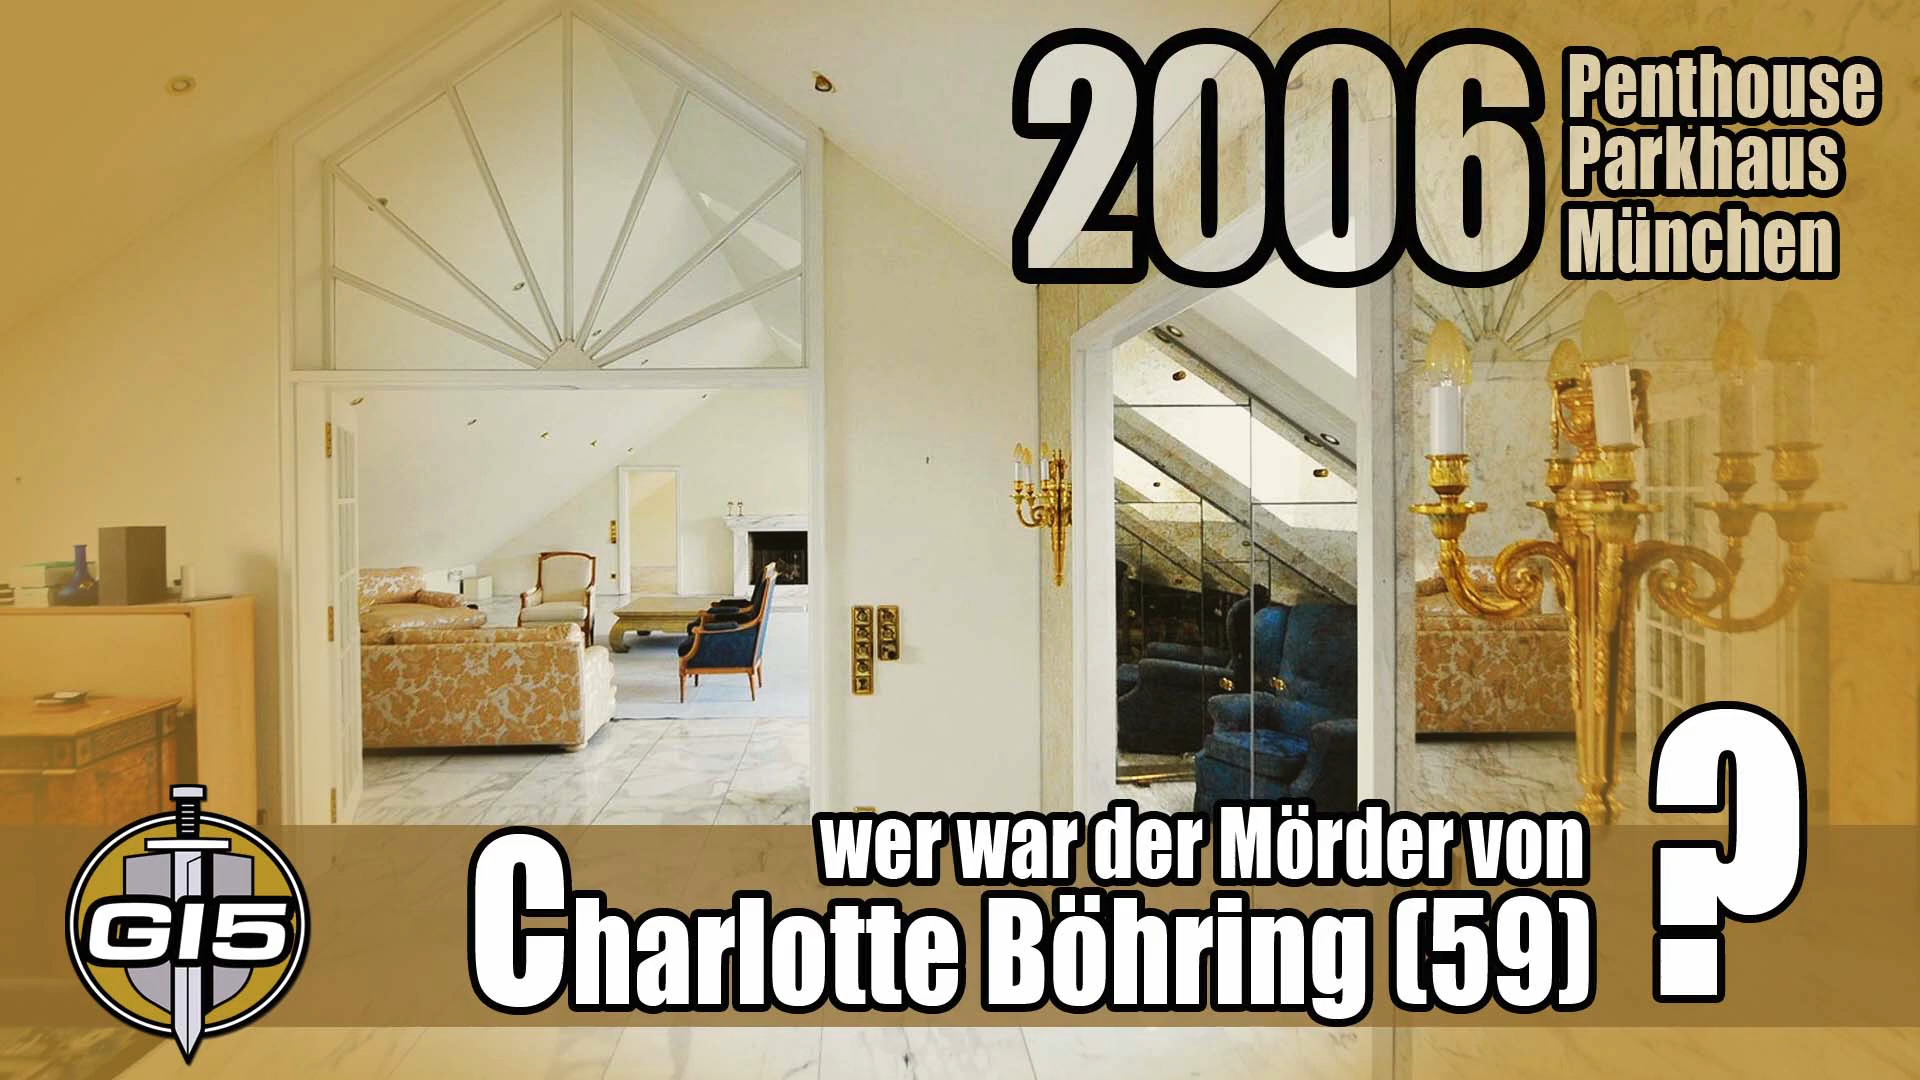 2006
Penthouse
Parkhaus
München
wer war der Mörder von
Charlotte Böhring (59)
?
GI5